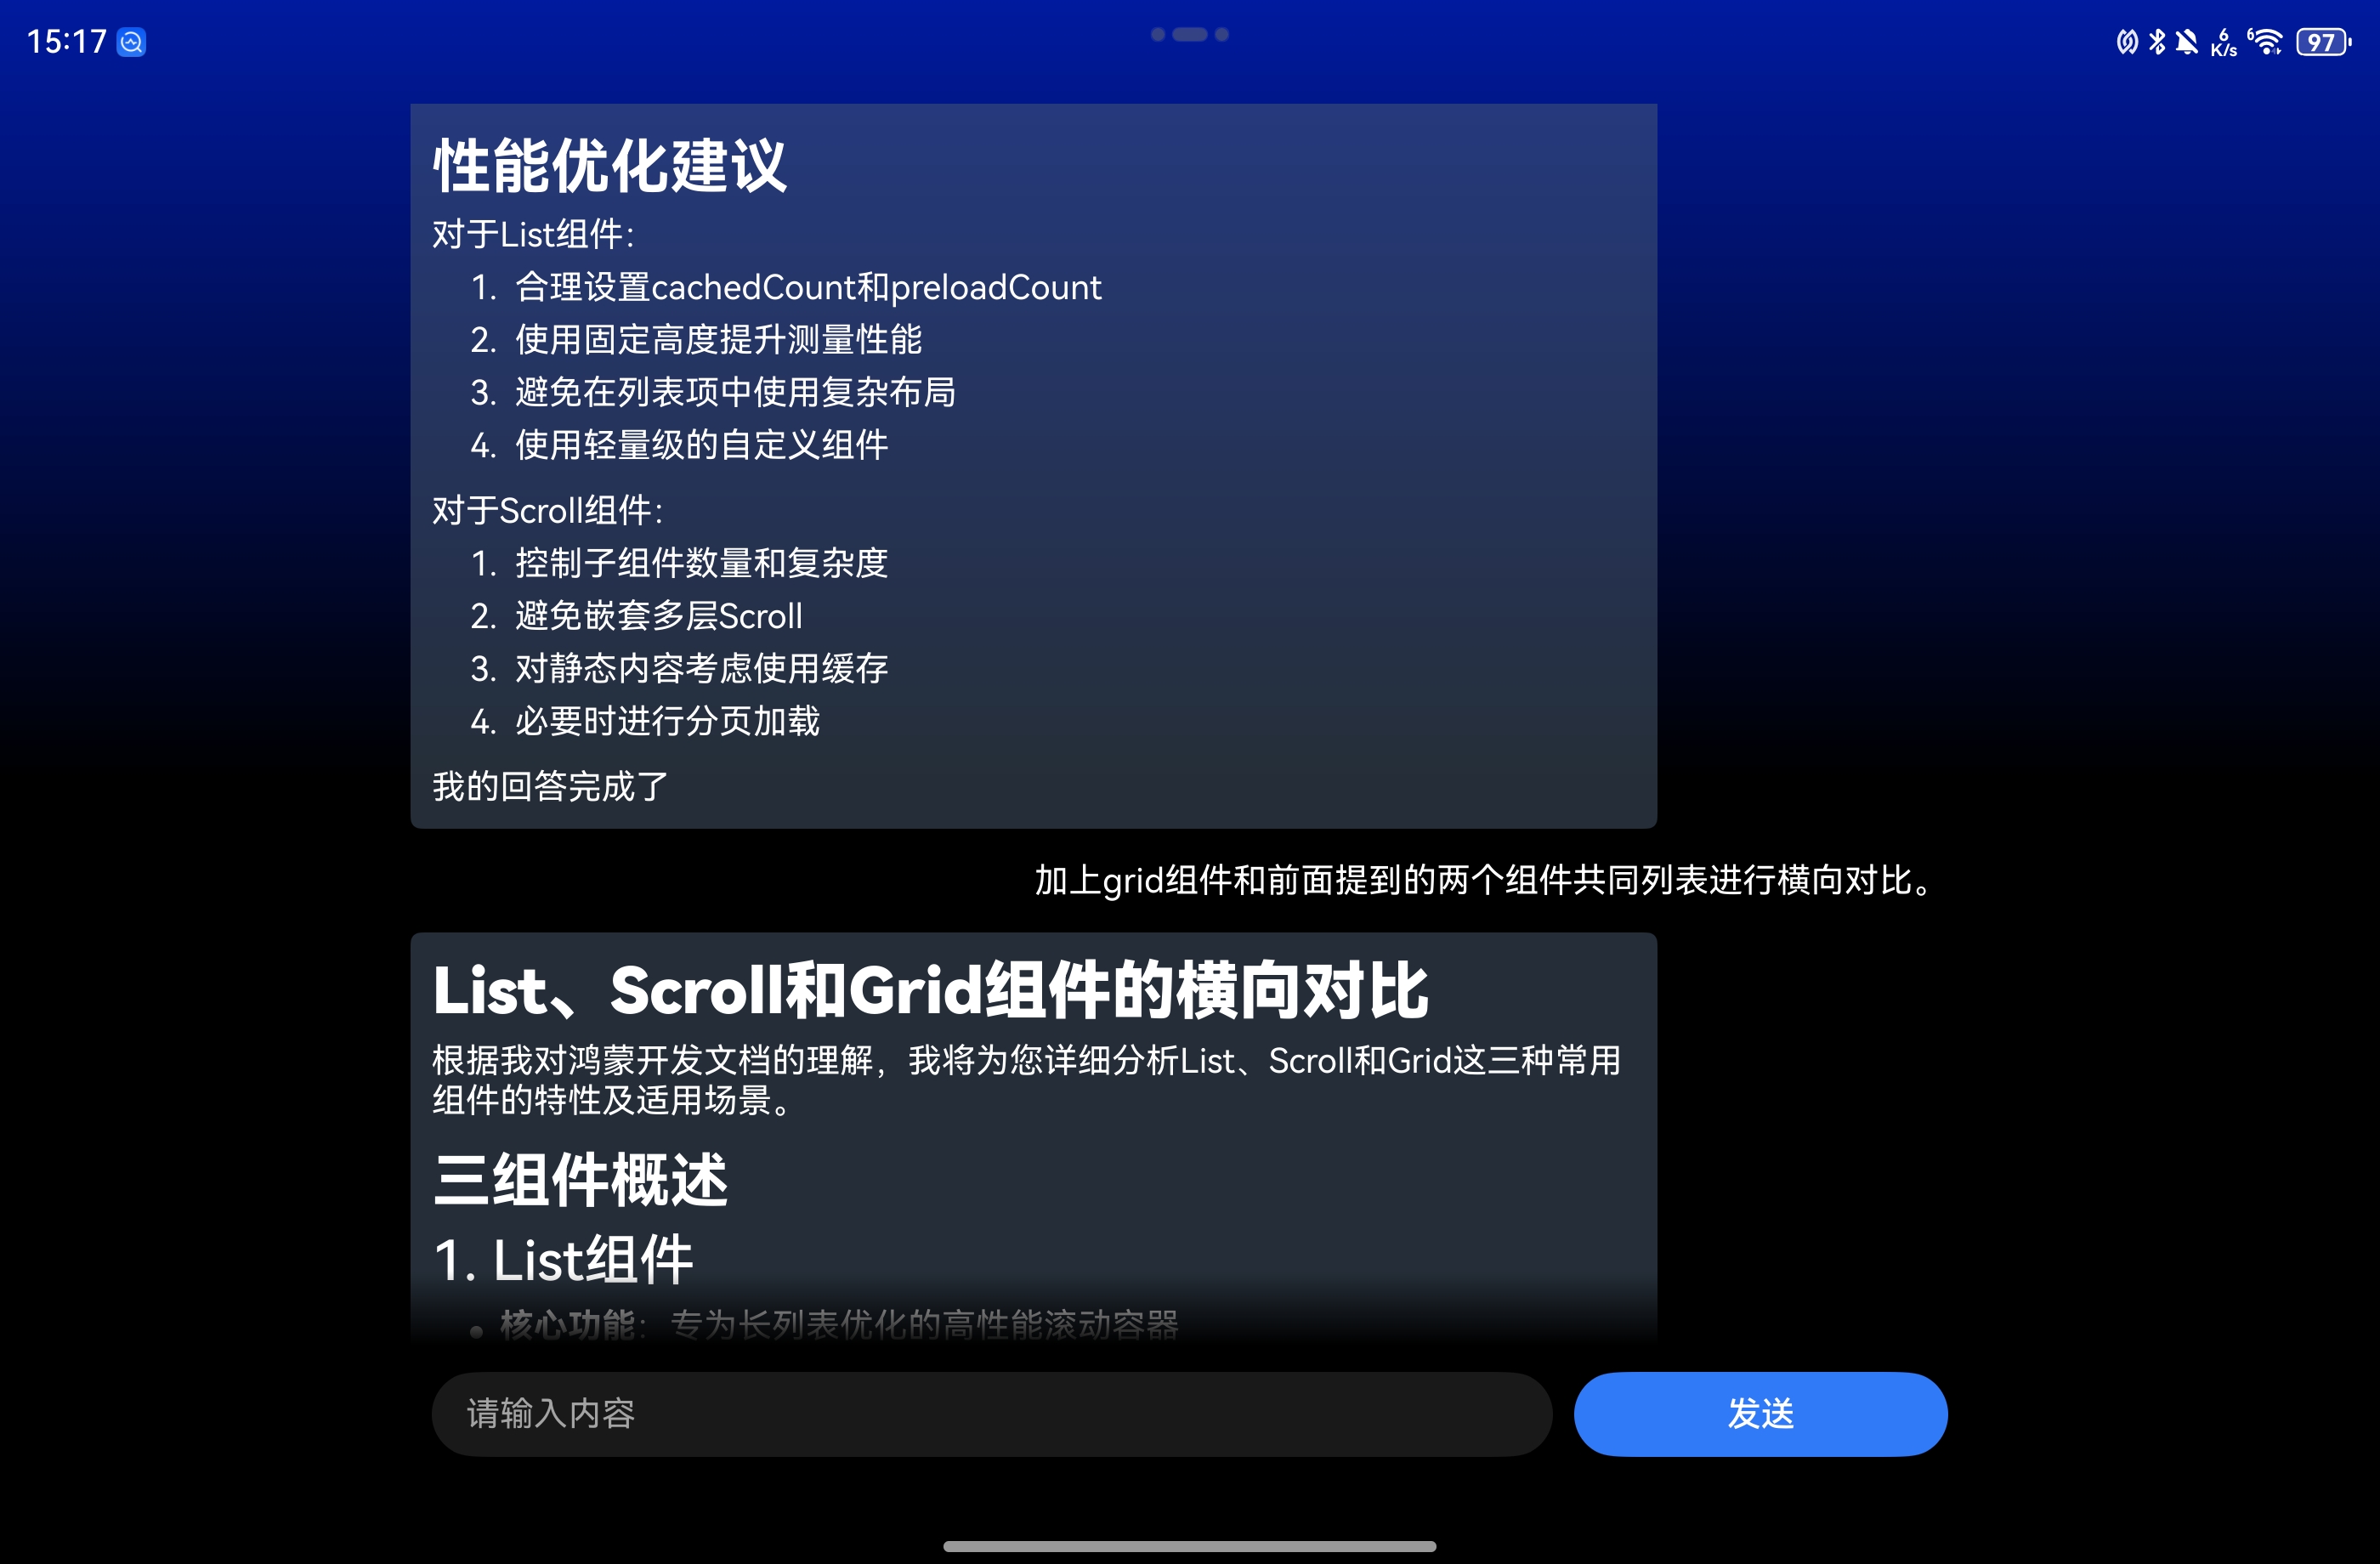 15:17
6
K/s
6
97
性能优化建议
对于List组件：
1. 合理设置cachedCount和preloadCount
2. 使用固定高度提升测量性能
3. 避免在列表项中使用复杂布局
4. 使用轻量级的自定义组件
对于Scroll组件：
1. 控制子组件数量和复杂度
2. 避免嵌套多层Scroll
3. 对静态内容考虑使用缓存
4. 必要时进行分页加载
我的回答完成了
加上grid组件和前面提到的两个组件共同列表进行横向对比。
List、Scroll和Grid组件的横向对比
根据我对鸿蒙开发文档的理解，我将为您详细分析List、Scroll和Grid这三种常用
组件的特性及适用场景。
三组件概述
1. List组件
• 核心功能：专为长列表优化的高性能滚动容器
请输入内容
发送